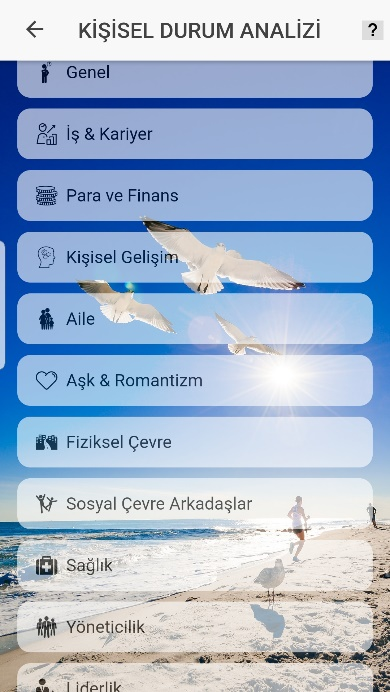 KİŞİSEL DURUM ANALİZİ
?
Genel
İş & Kariyer
Para ve Finans
Kişisel Gelişim
Aile
Aşk & Romantizm
Fiziksel Çevre
Sosyal Çevre Arkadaşlar
Sağlık
Yöneticilik
Liderlik